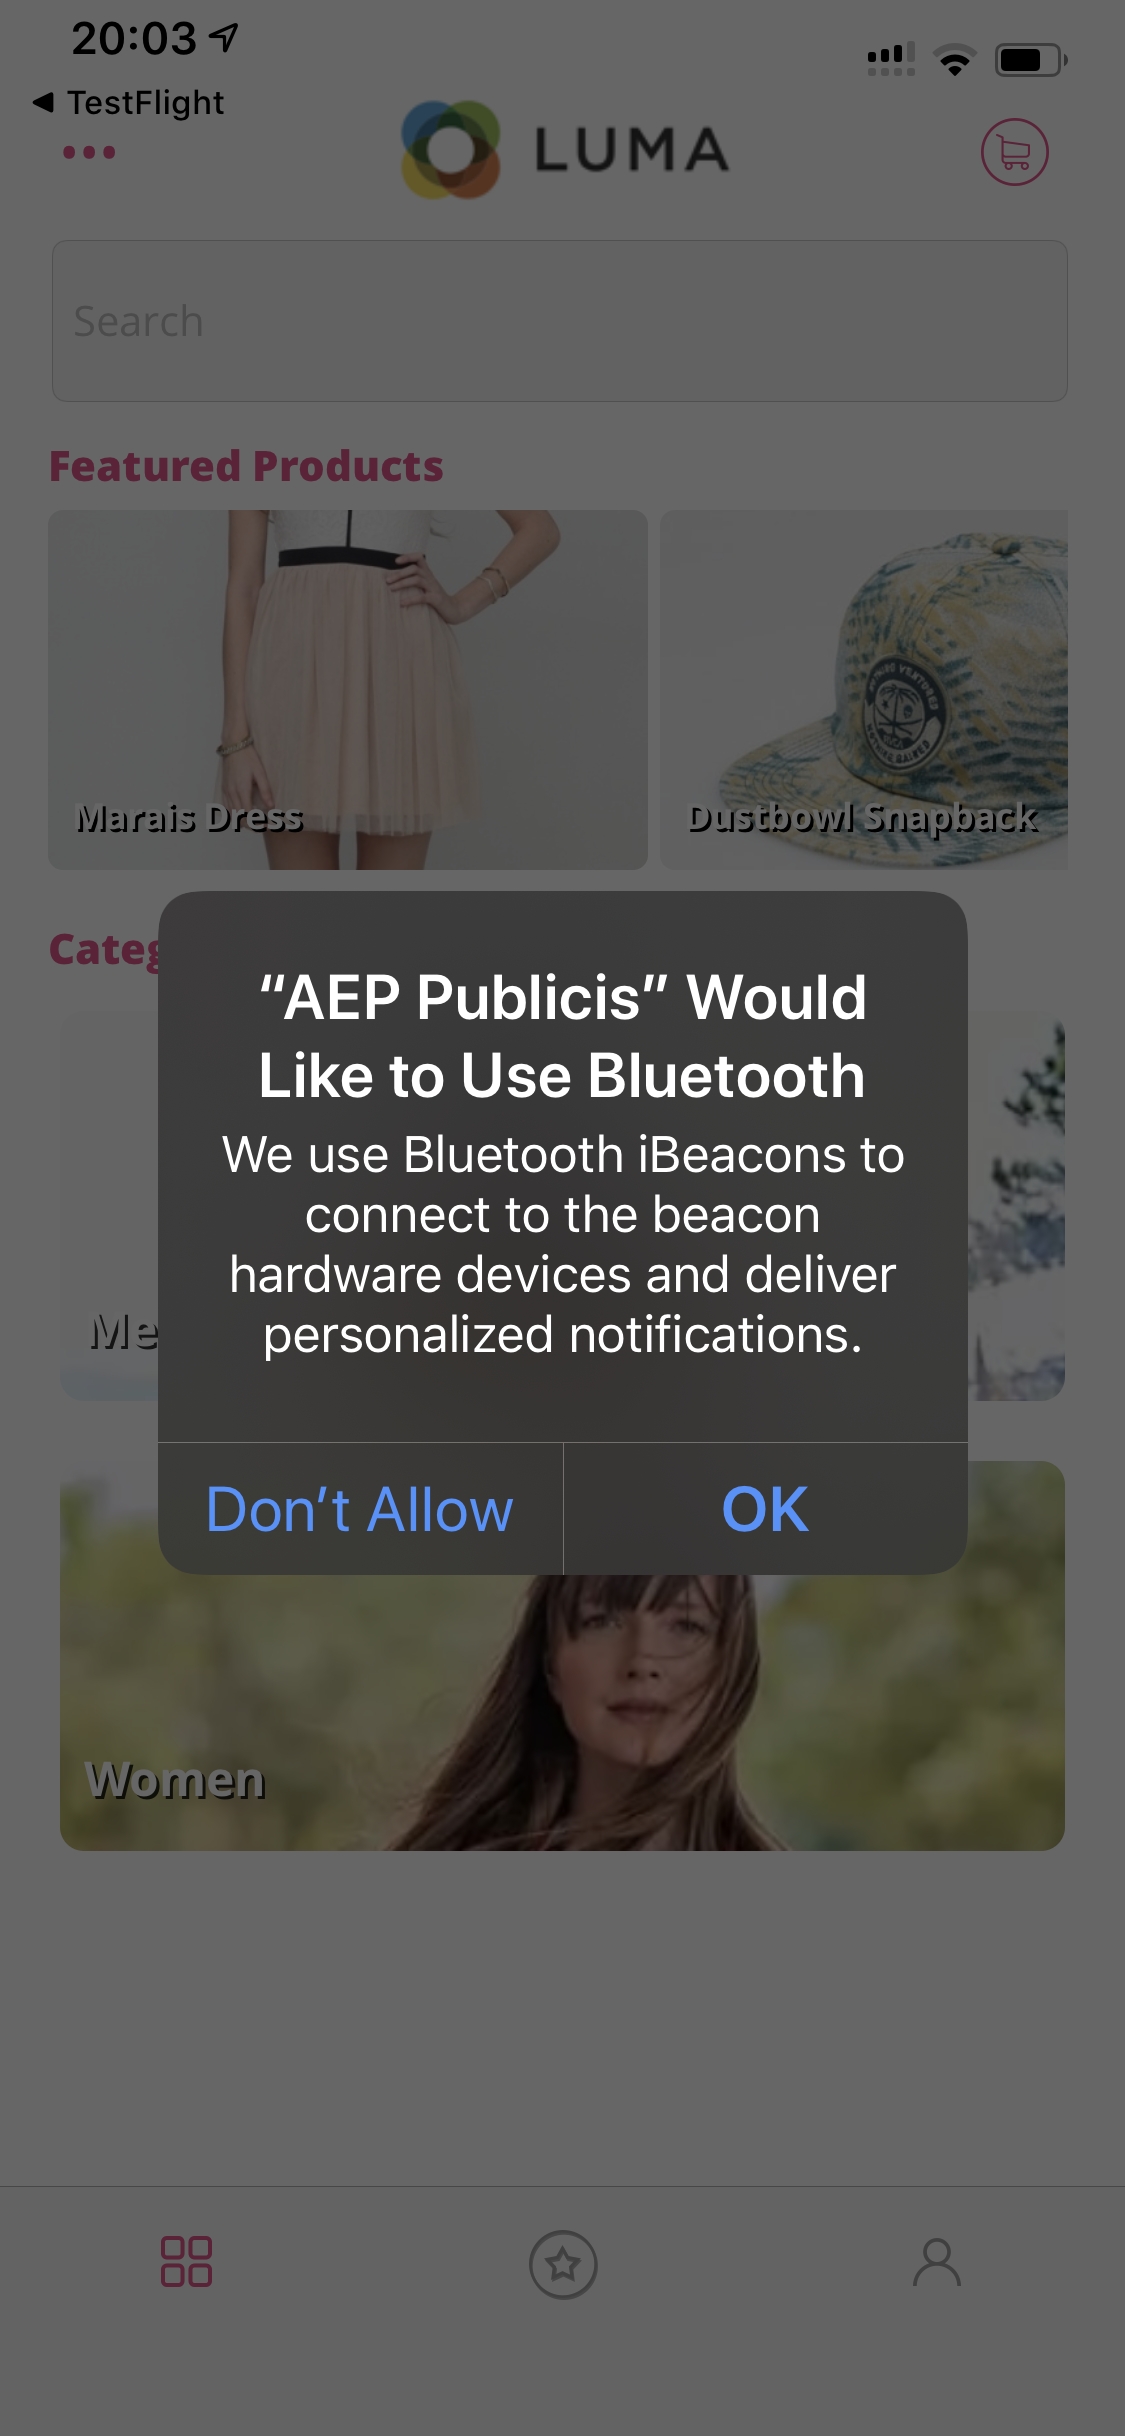 20:03
TestFlight
LUMA
Search
Featured Products
Marais Dress
Dustbowl Snapback
Categ
"AEP Publicis" Would
Like to Use Bluetooth
We use Bluetooth iBeacons to
connect to the beacon
hardware devices and deliver
personalized notifications.
Me
Don't Allow
OK
Women